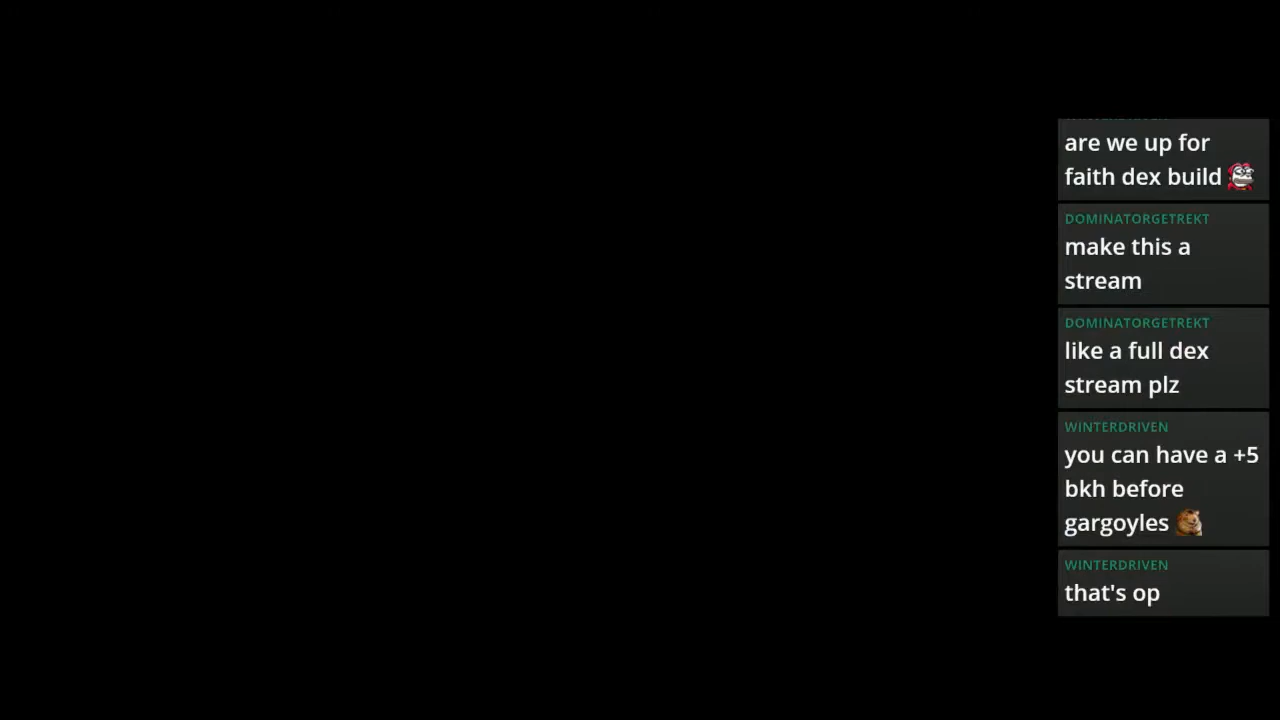 are we up for
faith dex build
DOMINATORGETREKT
make this a
stream
DOMINATORGETREKT
like a full dex
stream plz
WINTERDRIVEN
you can have a +5
bkh before
gargoyles
WINTERDRIVEN
that's op